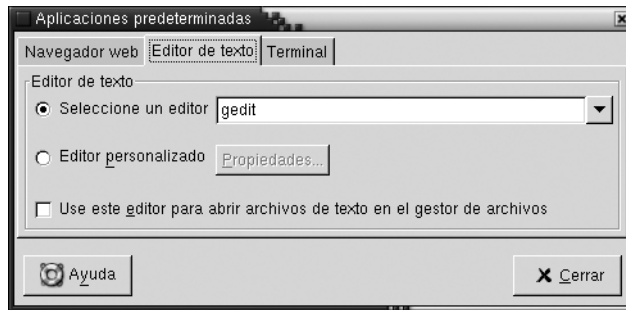 Aplicaciones predeterminadas
Navegador web Editor de texto Terminal
Editor de texto
Seleccione un editor gedit
Editor personalizado Propiedades...
Use este editor para abrir archivos de texto en el gestor de archivos
Ayuda Cerrar